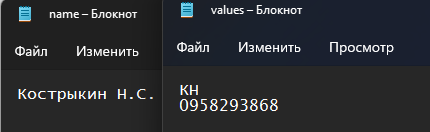 name – Блокнот
Файл Изменить
Кострыкин Н.С.
values – Блокнот
Файл Изменить Просмотр
КН
0958293868